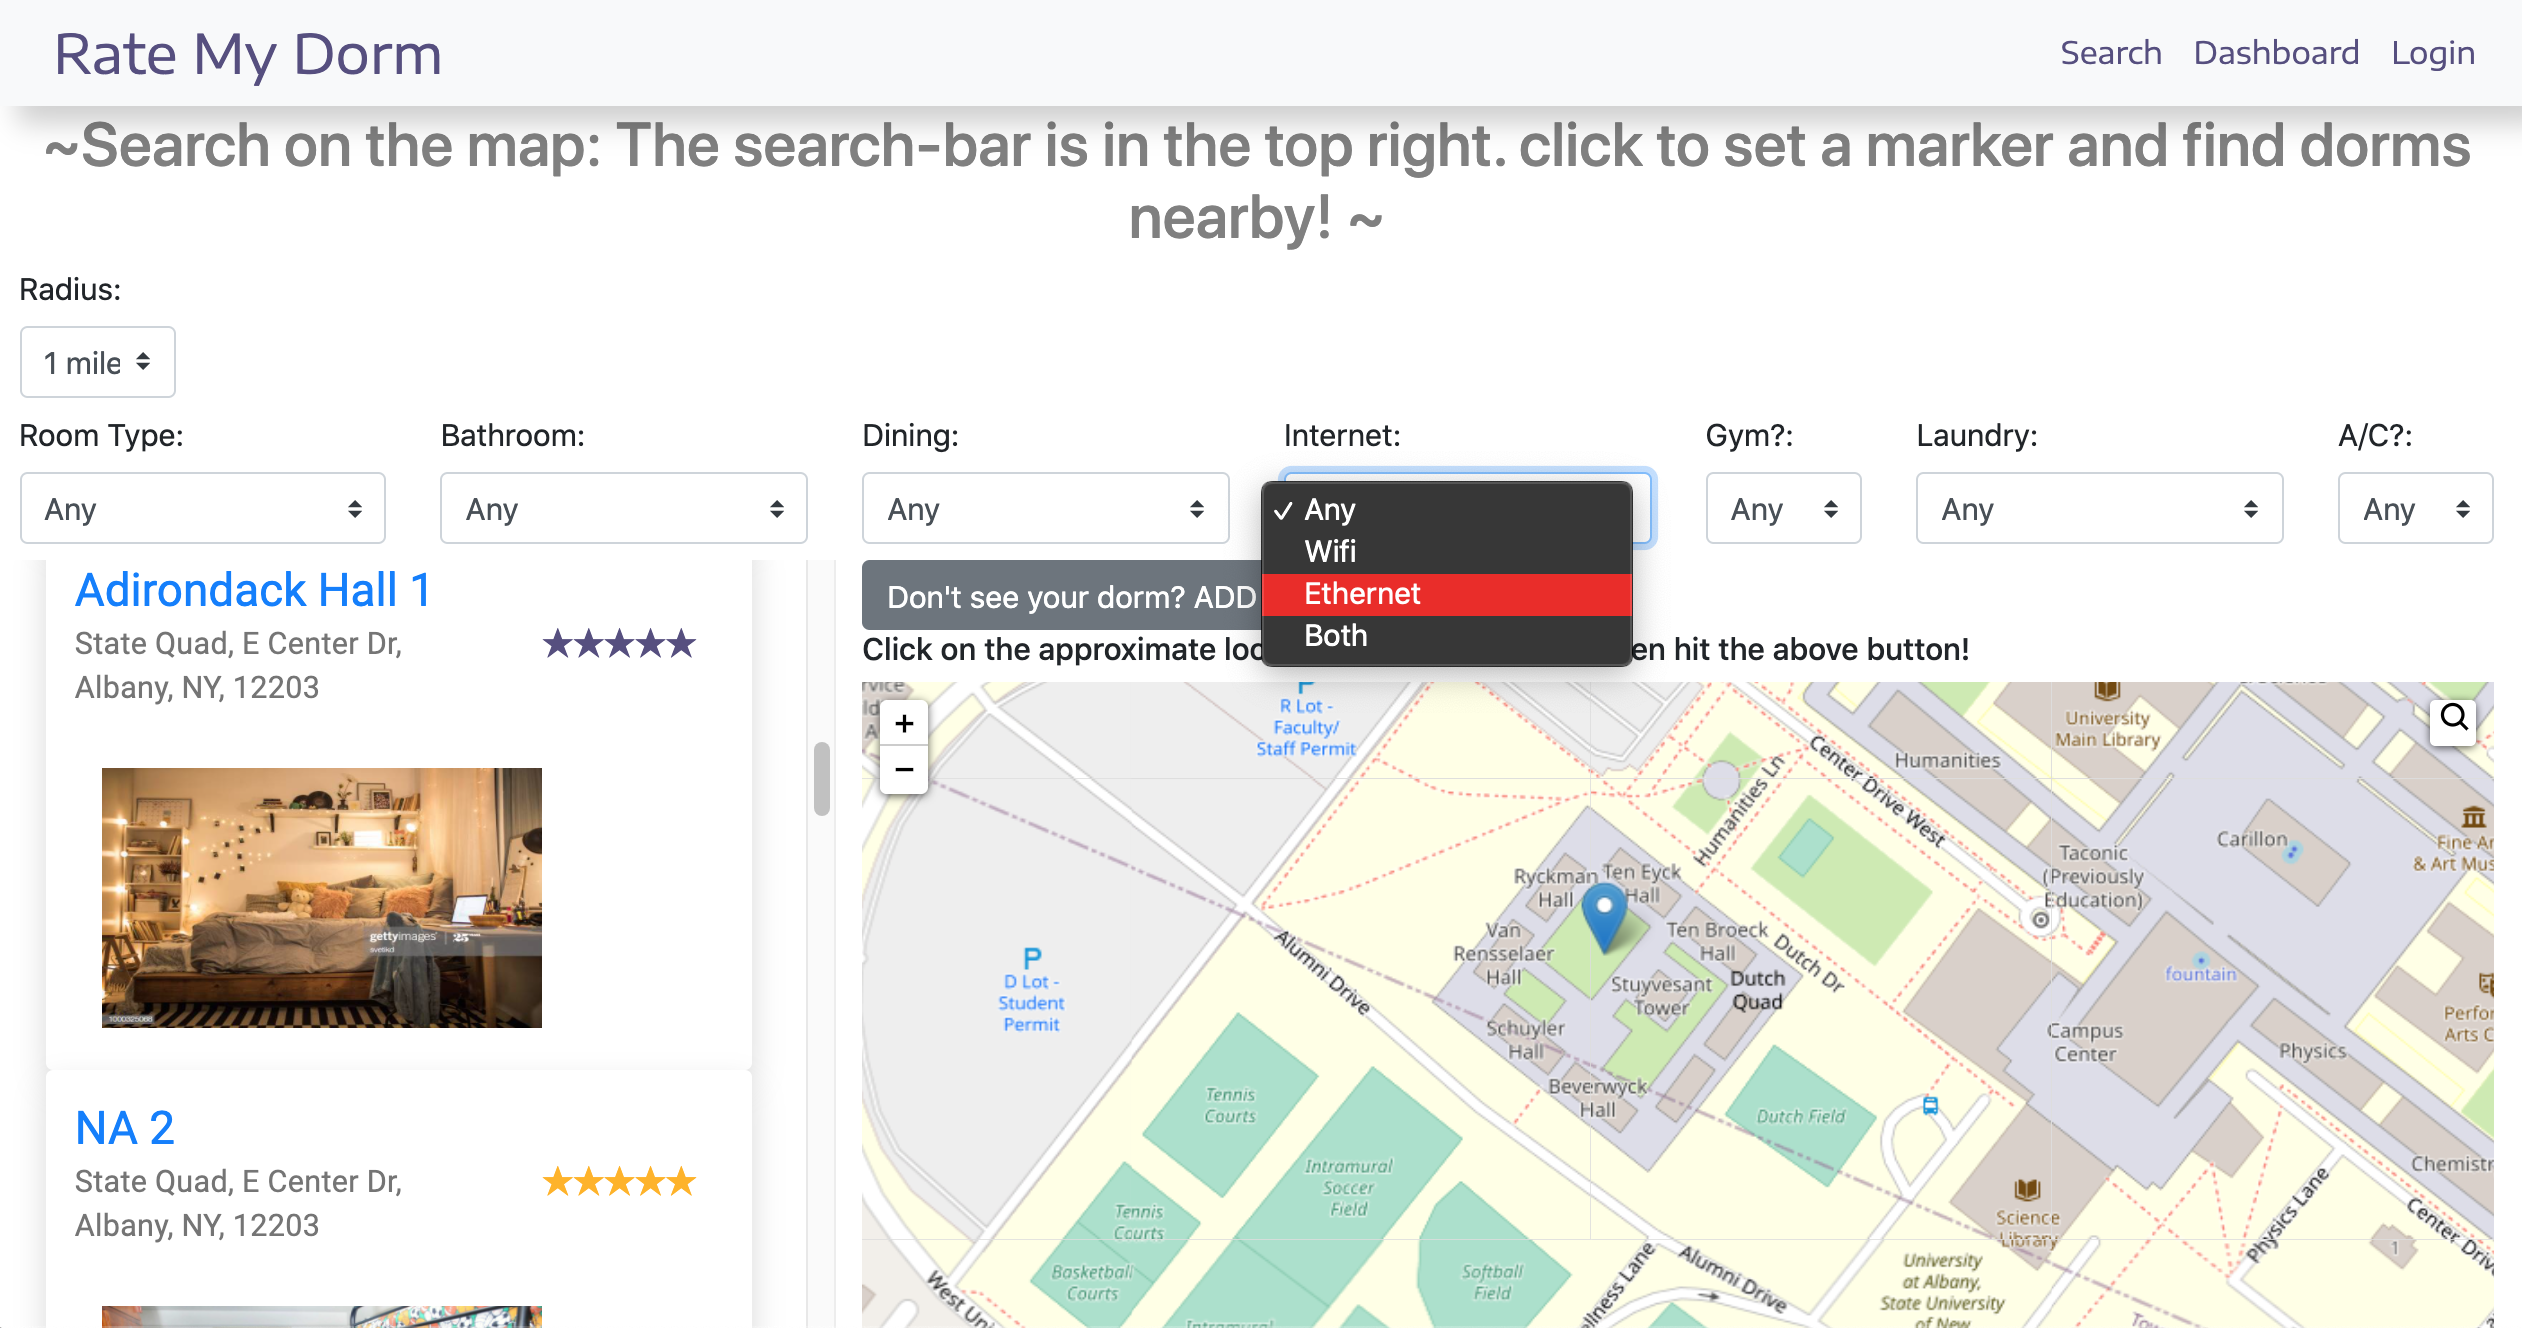 Rate My Dorm
Search Dashboard Login
~Search on the map: The search-bar is in the top right. click to set a marker and find dorms
nearby! ~
Radius:
1 mile
Room Type: Bathroom: Dining: Internet: Gym?: Laundry: A/C?:
Any Any Any Any Any Any
✓ Any
Wifi
Ethernet
Both
Adirondack Hall 1
State Quad, E Center Dr,
Albany, NY, 12203
gettyimages
svetikd
1000325068
NA 2
State Quad, E Center Dr,
Albany, NY, 12203
Don't see your dorm? ADD
Click on the approximate loc
en hit the above button!
+
−
P
R Lot -
Faculty/
Staff Permit
University
Main Library
Humanities
Center Drive West
Humanities Ln
Carillon
Fine Ar
& Art Mus
Taconic
(Previously
Education)
Ryckman
Hall
Ten Eyck
Hall
Van
Rensselaer
Hall
Ten Broeck
Hall
Dutch Dr
Dutch
Quad
Stuyvesant
Tower
Schuyler
Hall
Beverwyck
Hall
Alumni Drive
P
D Lot -
Student
Permit
fountain
Campus
Center
Physics
Perfor
Arts C
Tennis
Courts
Dutch Field
Intramural
Soccer
Field
Chemistr
Tennis
Courts
Science
Library
Physics Lane
Center Driv
1
Basketball
Courts
Softball
Field
University
at Albany,
State University
of New
Alumni Drive
llness Lane
West Uni
Intramural